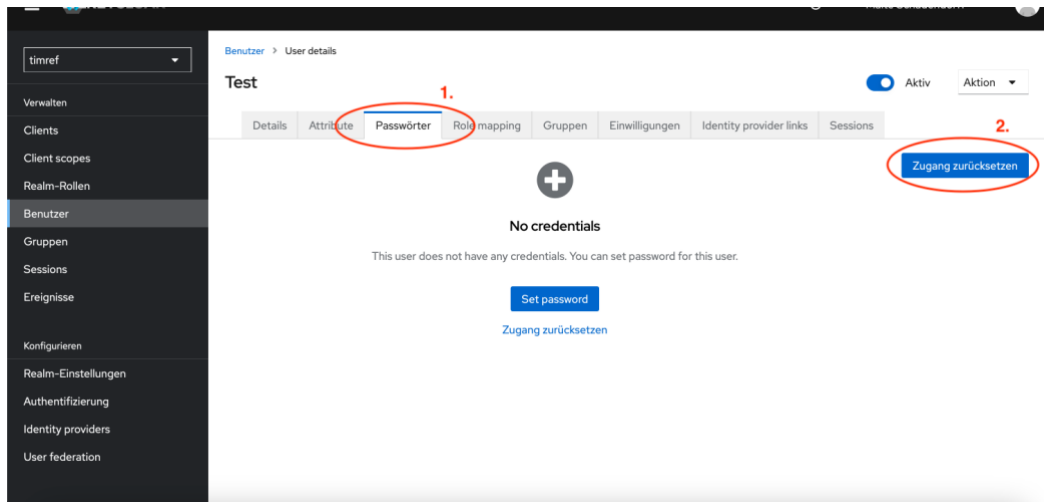 timref
Verwalten
Clients
Client scopes
Realm-Rollen
Benutzer
Gruppen
Sessions
Ereignisse
Konfigurieren
Realm-Einstellungen
Authentifizierung
Identity providers
User federation
Benutzer > User details
Test
Aktiv
Aktion
1.
Details Attribute Passwörter Role mapping Gruppen Einwilligungen Identity provider links Sessions
2.
Zugang zurücksetzen
No credentials
This user does not have any credentials. You can set password for this user.
Set password
Zugang zurücksetzen